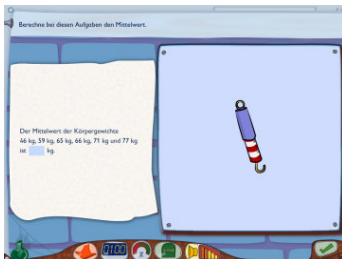 Berechne bei diesen Aufgaben den Mittelwert.
Der Mittelwert der Körpergewichte
46 kg, 59 kg, 65 kg, 66 kg, 71 kg und 77 kg
ist kg.